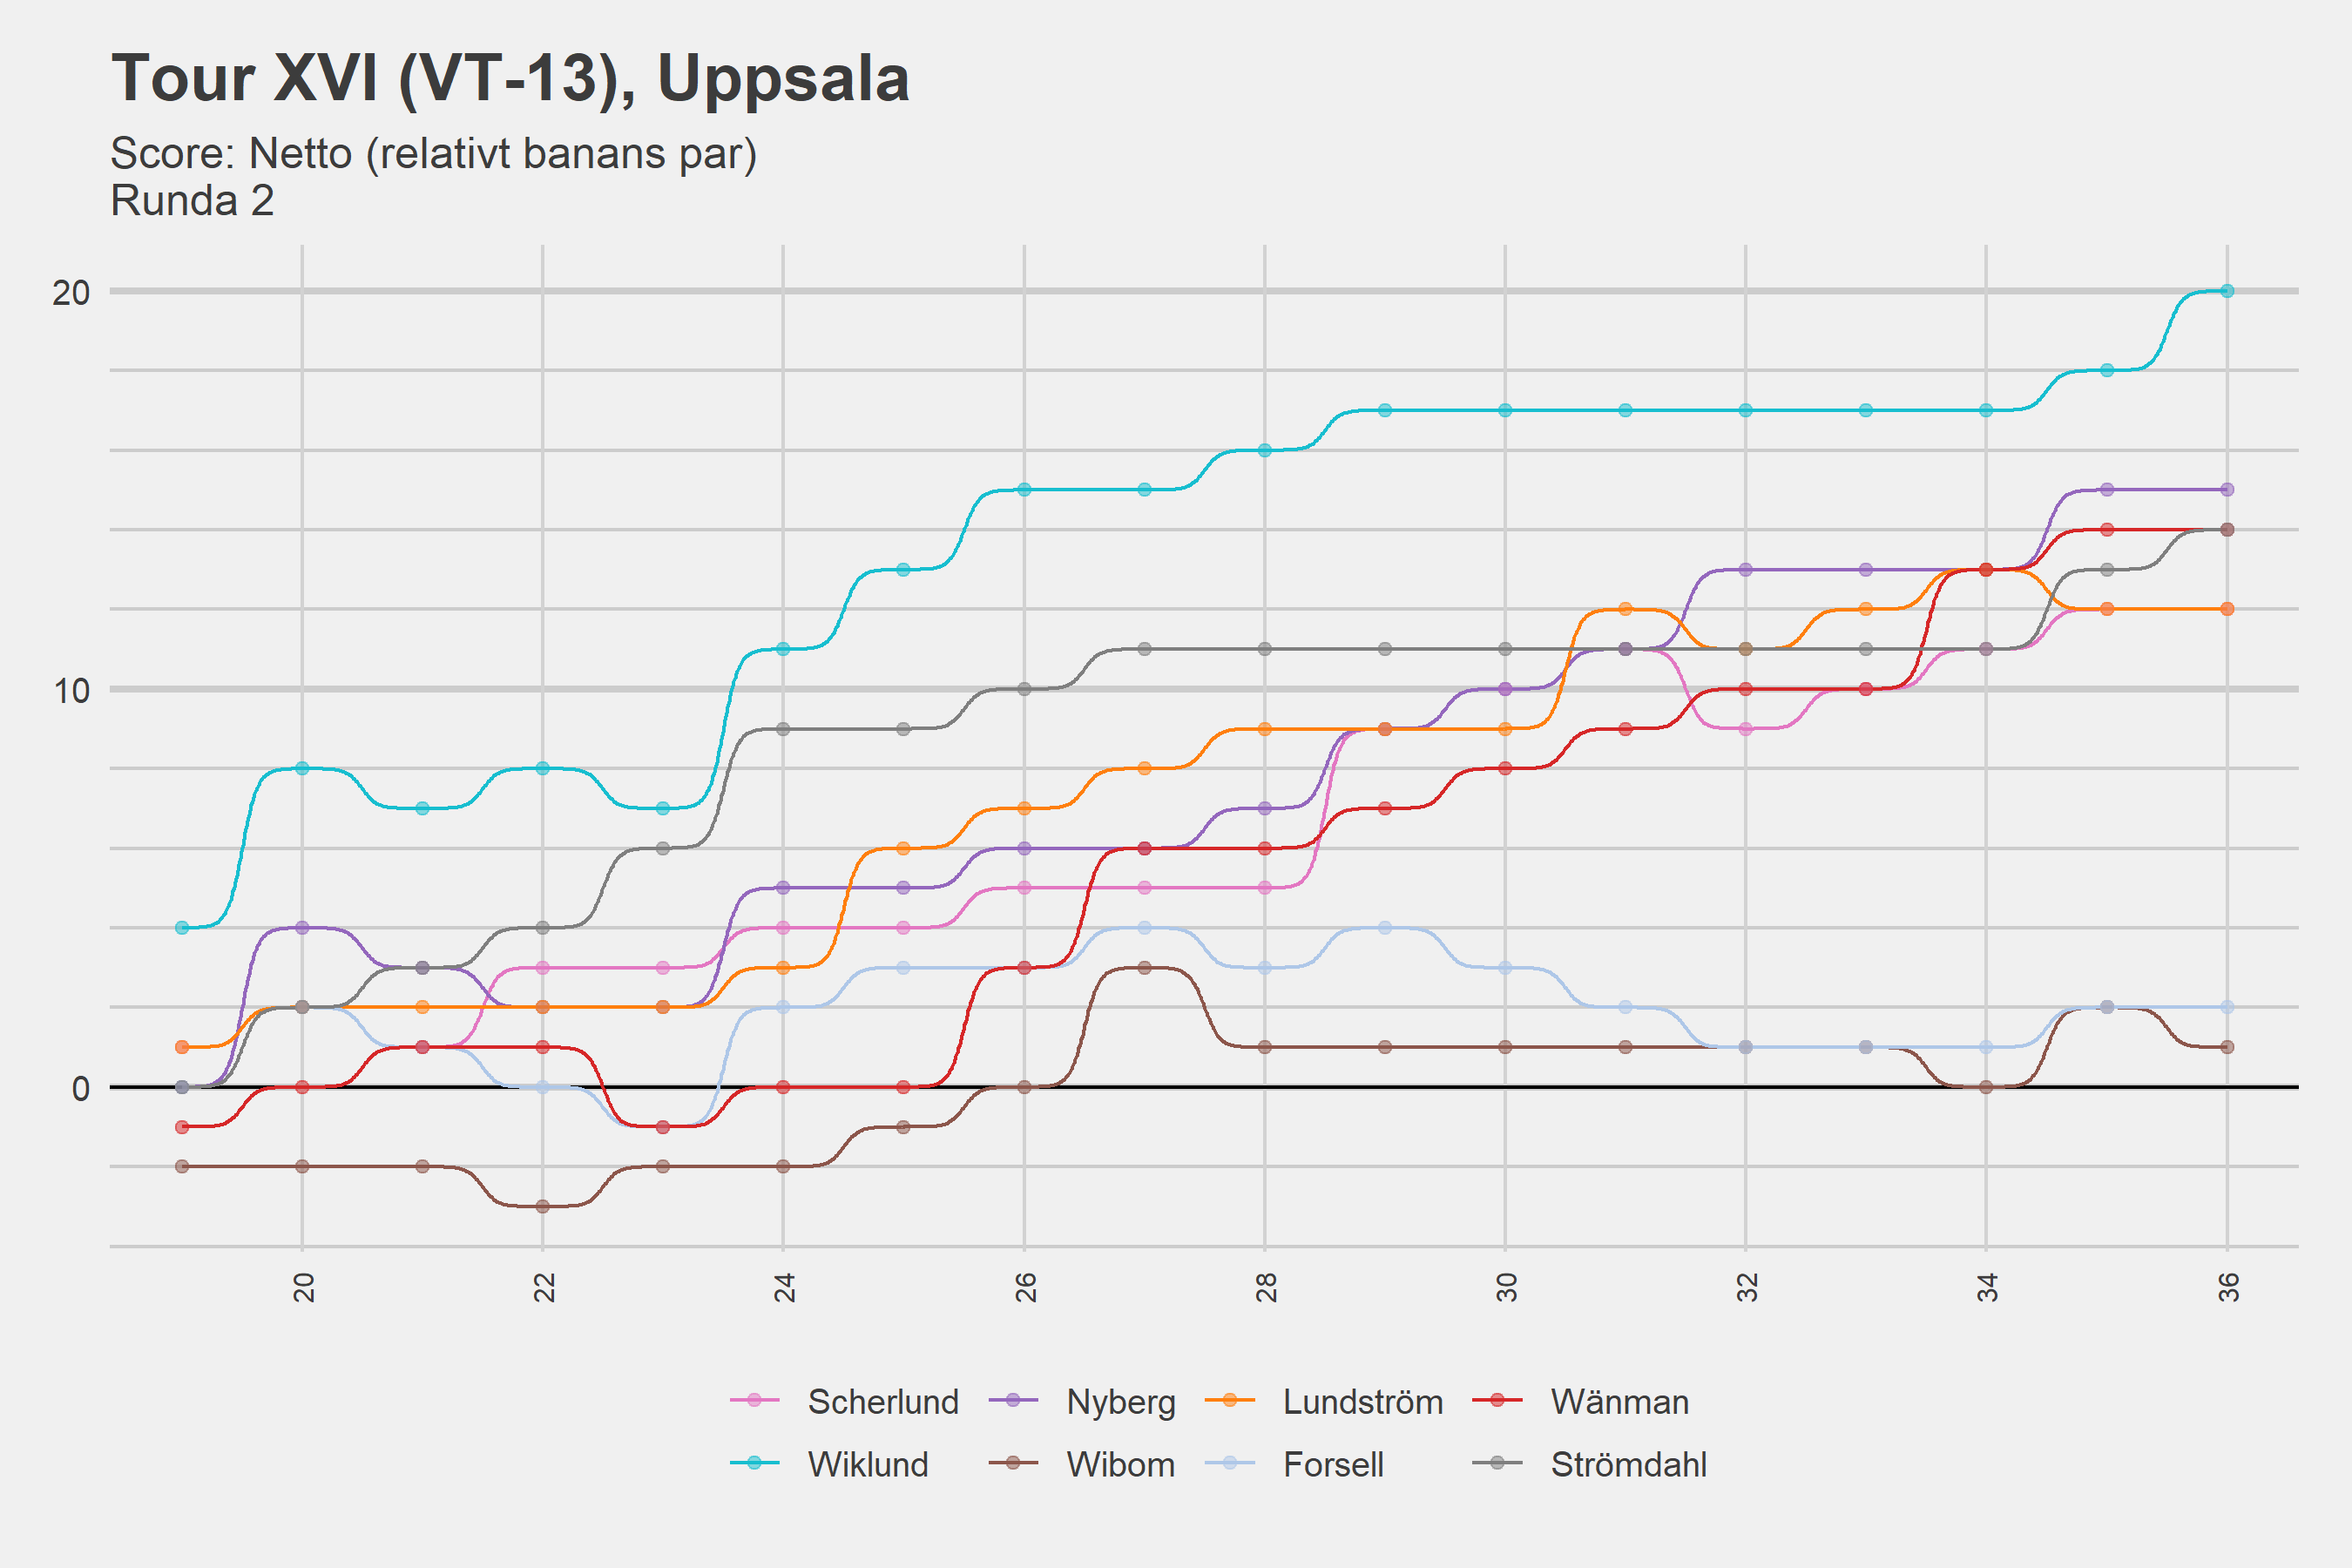 Tour XVI (VT-13), Uppsala
Score: Netto (relativt banans par)
Runda 2
20
10
0
20 22 24 26 28 30 32 34 36
Scherlund Nyberg Lundström Wänman
Wiklund Wibom Forsell Strömdahl